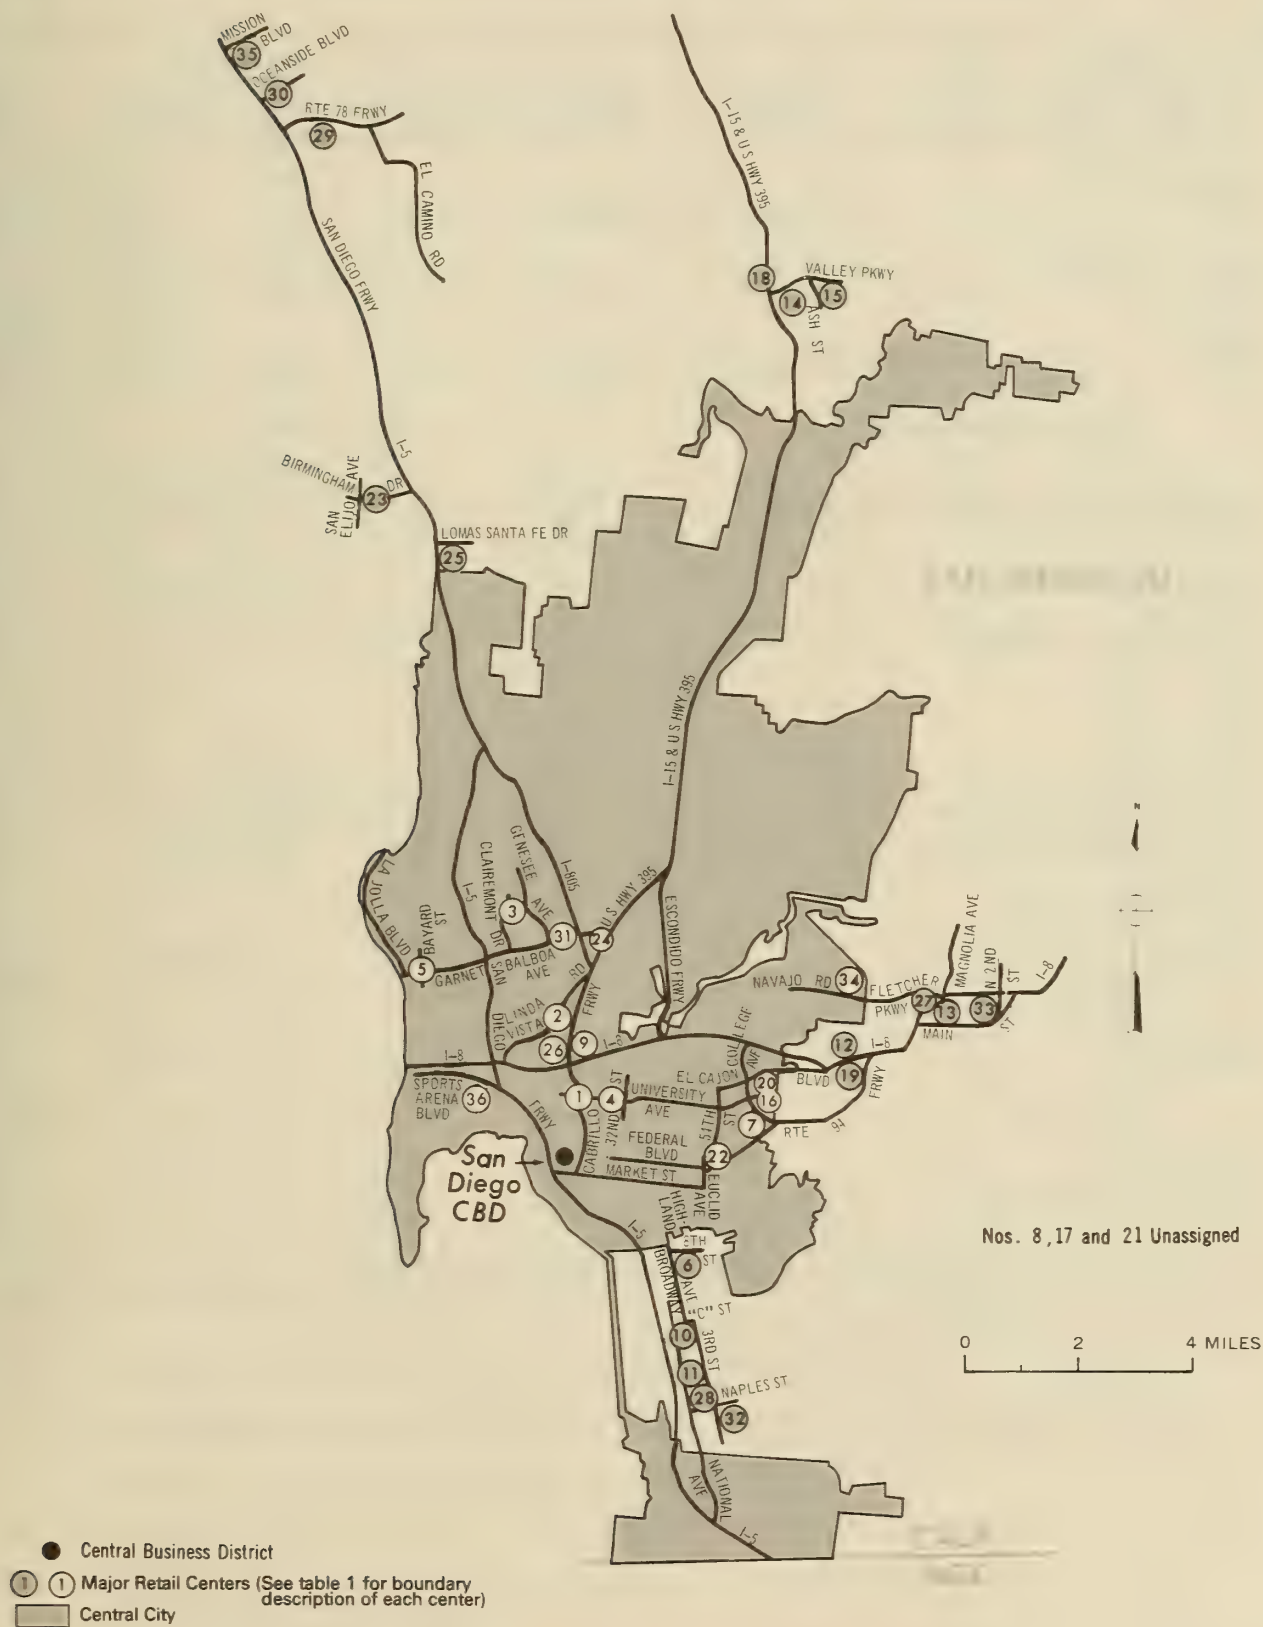 MISSION
BLVD
35
OCEANSIDE BLVD
30
RTE 78 FRWY
29
EL CAMINO RD
SAN DIEGO FRWY
I-15 & U S HWY 395
18
VALLEY PKWY
14
15
ASH ST
I-5
BIRMINGHAM DR
23
SAN
ELIJO AVE
LOMAS SANTA FE DR
25
I-15 & U S HWY 395
GENESEE
AVE
CLAIREMONT DR
I-805
I-5
LA JOLLA BLVD
BAYARD
ST
3
31
24
U S HWY 395
ESCONDIDO FRWY
5
GARNET
BALBOA
AVE
SAN
DIEGO
FRWY
RD
FRWY
LINDA
VISTA
2
26
9
I-8
I-8
NAVAJO RD
34
FLETCHER
PKWY
27
13
33
MAGNOLIA AVE
N 2ND
ST
I-8
MAIN
ST
12
I-8
19
FRWY
COLLEGE
AVE
EL CAJON
BLVD
20
16
7
RTE 94
SPORTS
ARENA
BLVD
36
1
4
32ND ST
UNIVERSITY
AVE
51TH
ST
CABRILLO
FEDERAL
BLVD
22
MARKET ST
EUCLID
AVE
San
Diego
CBD
HIGH-
LAND
AVE
I-5
8TH
ST
6
BROADWAY
"C" ST
10
3RD ST
11
28
NAPLES ST
32
NATIONAL
AVE
I-5
Nos. 8,17 and 21 Unassigned
N
0 2 4 MILES
Central Business District
1 1 Major Retail Centers (See table 1 for boundary
description of each center)
Central City